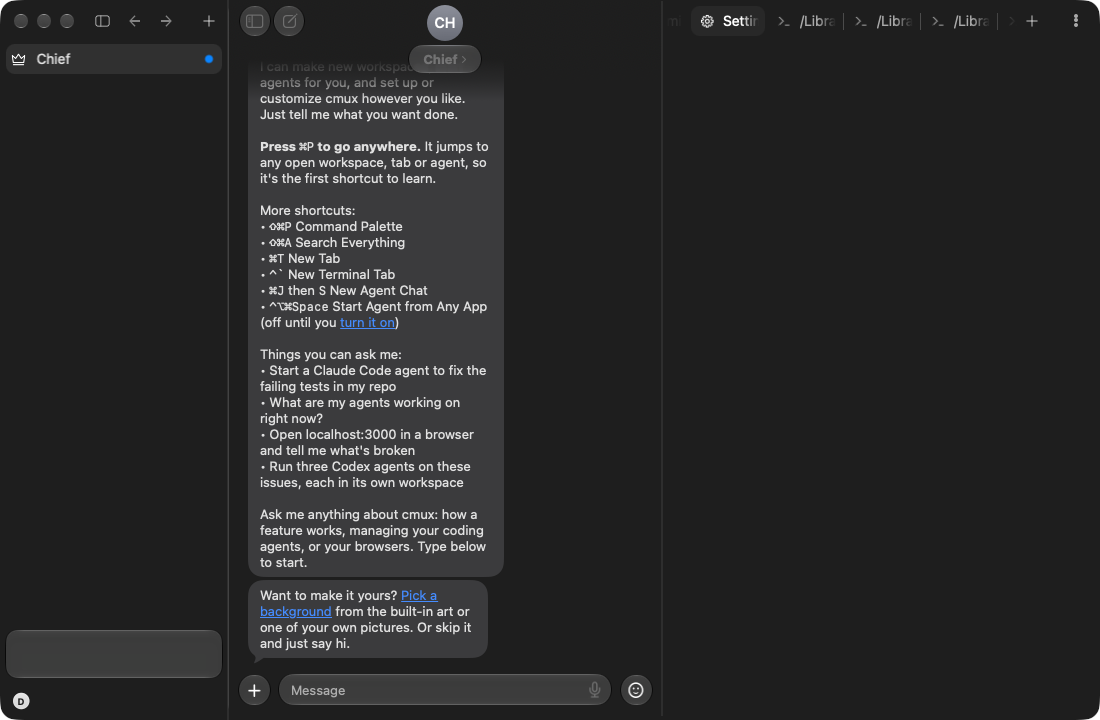 CH
Settin
/Libra
/Libra
/Libra
Chief
Chief
I can make new workspac
agents for you, and set up or
customize cmux however you like.
Just tell me what you want done.
Press ⌘P to go anywhere. It jumps to
any open workspace, tab or agent, so
it's the first shortcut to learn.
More shortcuts:
• ⇧⌘P Command Palette
• ⇧⌘A Search Everything
• ⌘T New Tab
• ^` New Terminal Tab
• ⌘J then S New Agent Chat
• ^⌥⌘Space Start Agent from Any App
(off until you turn it on)
Things you can ask me:
• Start a Claude Code agent to fix the
failing tests in my repo
• What are my agents working on
right now?
• Open localhost:3000 in a browser
and tell me what's broken
• Run three Codex agents on these
issues, each in its own workspace
Ask me anything about cmux: how a
feature works, managing your coding
agents, or your browsers. Type below
to start.
Want to make it yours? Pick a
background from the built-in art or
one of your own pictures. Or skip it
and just say hi.
Message
D